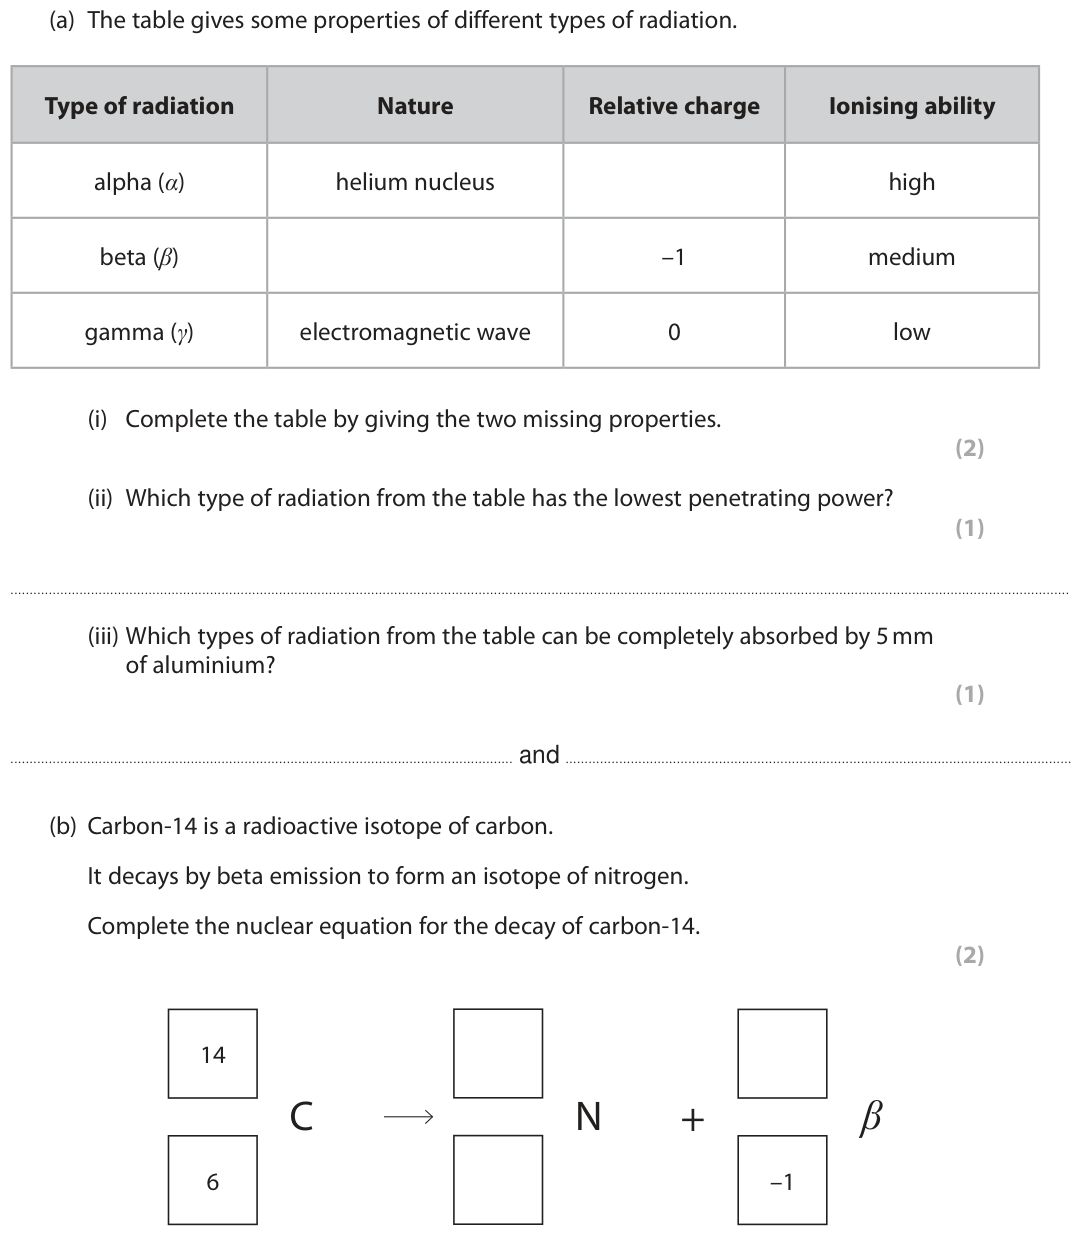 (a) The table gives some properties of different types of radiation.
Type of radiation Nature Relative charge Ionising ability
alpha (α) helium nucleus high
beta (β) –1 medium
gamma (γ) electromagnetic wave 0 low
(i) Complete the table by giving the two missing properties.
(2)
(ii) Which type of radiation from the table has the lowest penetrating power?
(1)
(iii) Which types of radiation from the table can be completely absorbed by 5 mm
of aluminium?
(1)
and
(b) Carbon-14 is a radioactive isotope of carbon.
It decays by beta emission to form an isotope of nitrogen.
Complete the nuclear equation for the decay of carbon-14.
(2)
14
C → N + β
6 –1